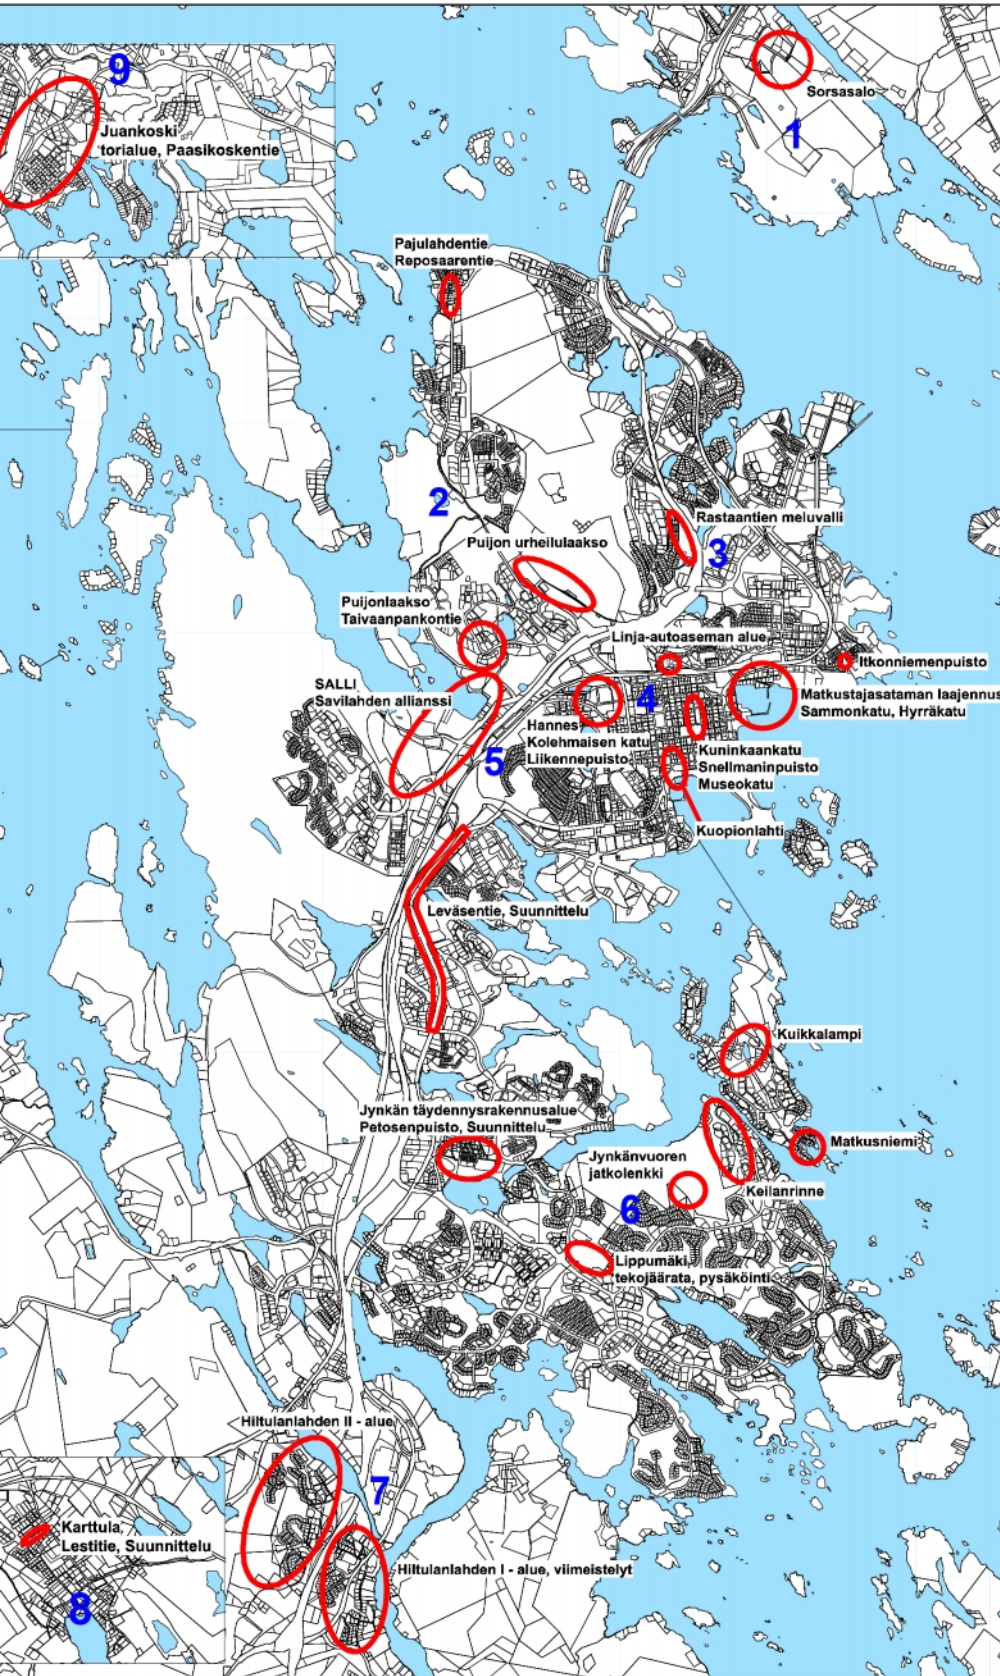 9
Juankoski
torialue, Paasikoskentie
Sorsasalo
1
Pajulahdentie
Reposaarentie
2
Rastaantien meluvalli
Puijon urheilulaakso
3
Puijonlaakso
Taivaanpankontie
Linja-autoaseman alue
Itkonniemenpuisto
SALLI
Savilahden allianssi
4
Matkustajasataman laajennus
Sammonkatu, Hyrräkatu
Hannes
Kolehmaisen katu
Liikennepuisto
5
Kuninkaankatu
Snellmaninpuisto
Museokatu
Kuopionlahti
Leväsentie, Suunnittelu
Kuikkalampi
Jynkän täydennysrakennusalue
Petosenpuisto, Suunnittelu
Matkusniemi
Jynkänvuoren
jatkolenkki
Keilanrinne
6
Lippumäki,
tekojäärata, pysäköinti
Hiltulanlahden II - alue
7
Karttula,
Lestitie, Suunnittelu
Hiltulanlahden I - alue, viimeistelyt
8